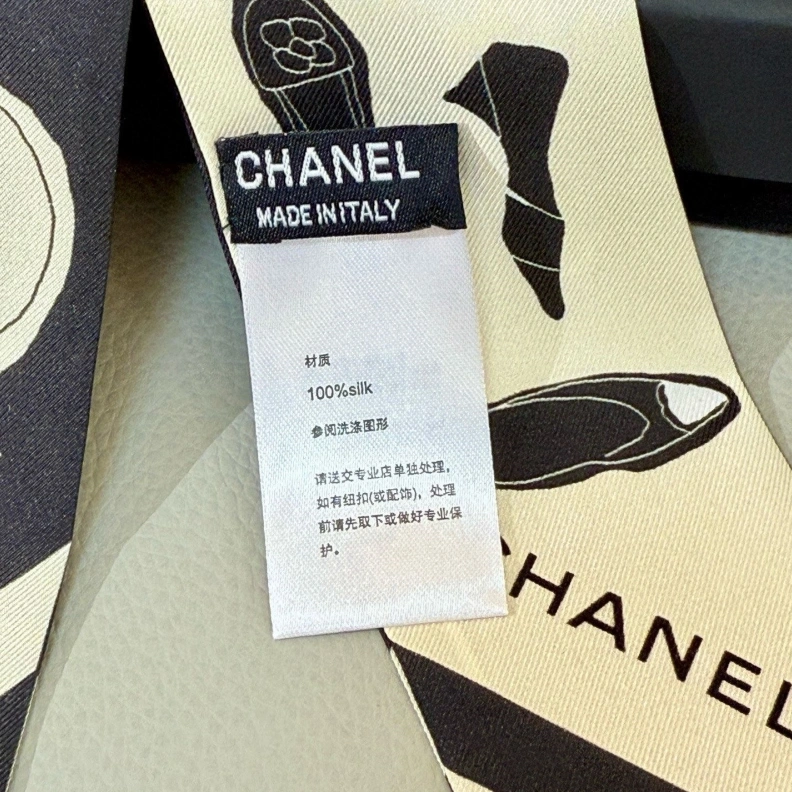 CHANEL
MADE IN ITALY
材质
100%silk
参阅洗涤图形
请送交专业店单独处理,
如有纽扣(或配饰), 处理
前请先取下或做好专业保
护。
CHANEL